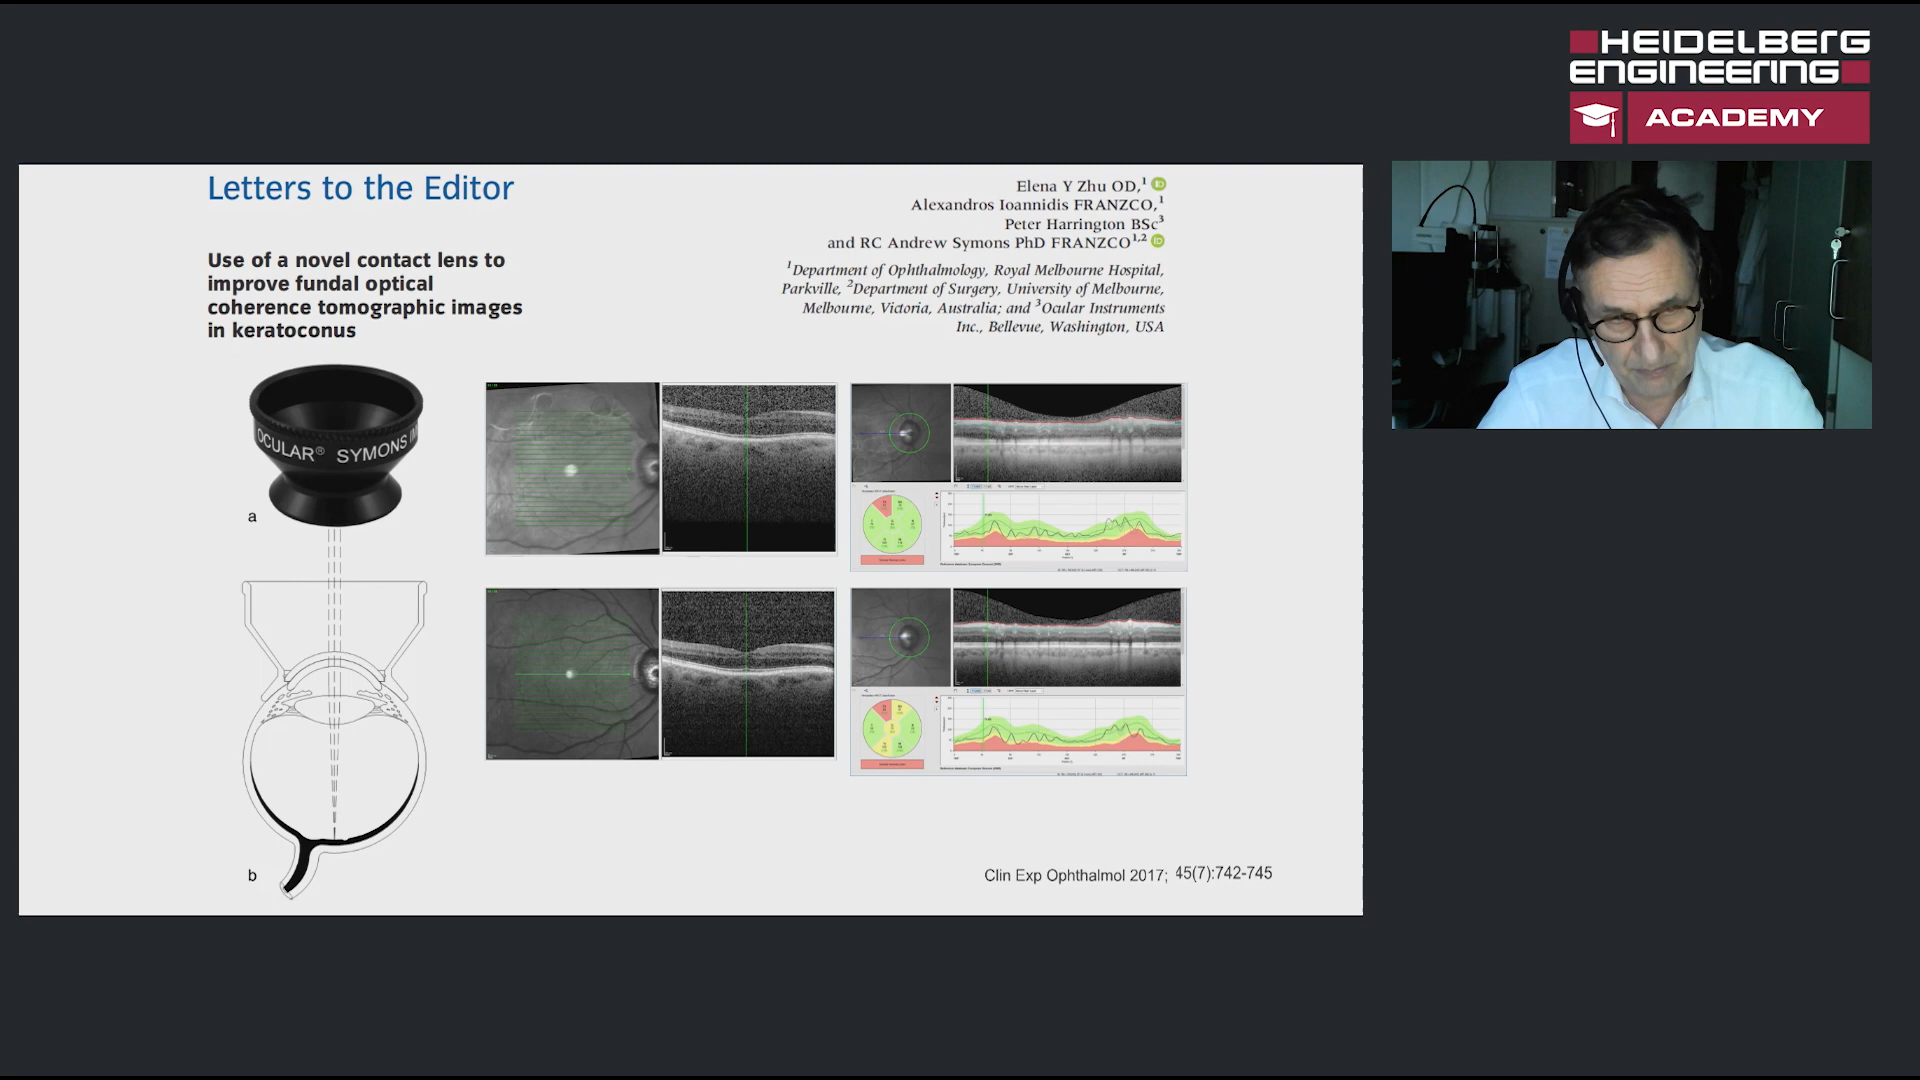 HEIDELBERG
ENGINEERING
ACADEMY
Letters to the Editor
Use of a novel contact lens to
improve fundal optical
coherence tomographic images
in keratoconus
Elena Y Zhu OD,1 iD
Alexandros Ioannidis FRANZCO,1
Peter Harrington BSc3
and RC Andrew Symons PhD FRANZCO1,2 iD
1Department of Ophthalmology, Royal Melbourne Hospital,
Parkville, 2Department of Surgery, University of Melbourne,
Melbourne, Victoria, Australia; and 3Ocular Instruments
Inc., Bellevue, Washington, USA
OCULAR® SYMONS
a
b
Clin Exp Ophthalmol 2017; 45(7):742-745